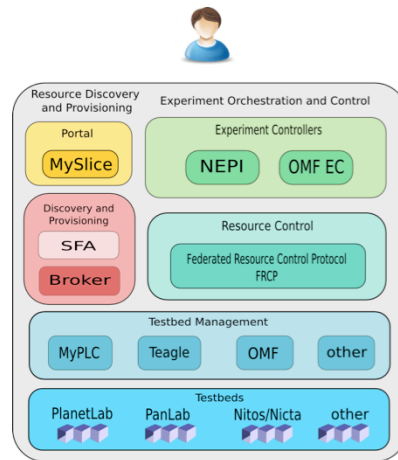 Resource Discovery
and Provisioning
Experiment Orchestration and Control
Portal
MySlice
Experiment Controllers
NEPI
OMF EC
Discovery and
Provisioning
SFA
Broker
Resource Control
Federated Resource Control Protocol
FRCP
Testbed Management
MyPLC
Teagle
OMF
other
Testbeds
PlanetLab
PanLab
Nitos/Nicta
other